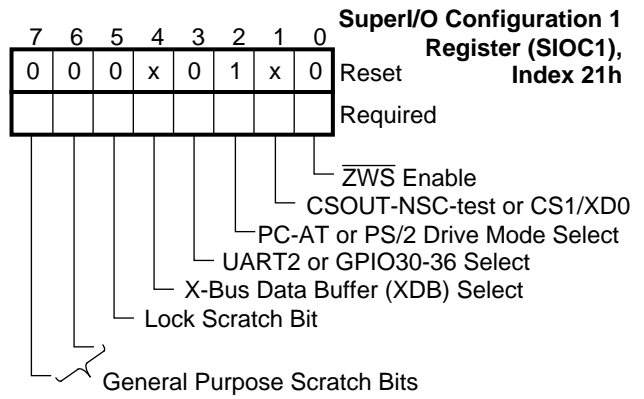 SuperI/O Configuration 1
Register (SIOC1),
Index 21h
7 6 5 4 3 2 1 0
0 0 0 x 0 1 x 0 Reset
Required
ZWS Enable
CSOUT-NSC-test or CS1/XD0
PC-AT or PS/2 Drive Mode Select
UART2 or GPIO30-36 Select
X-Bus Data Buffer (XDB) Select
Lock Scratch Bit
General Purpose Scratch Bits